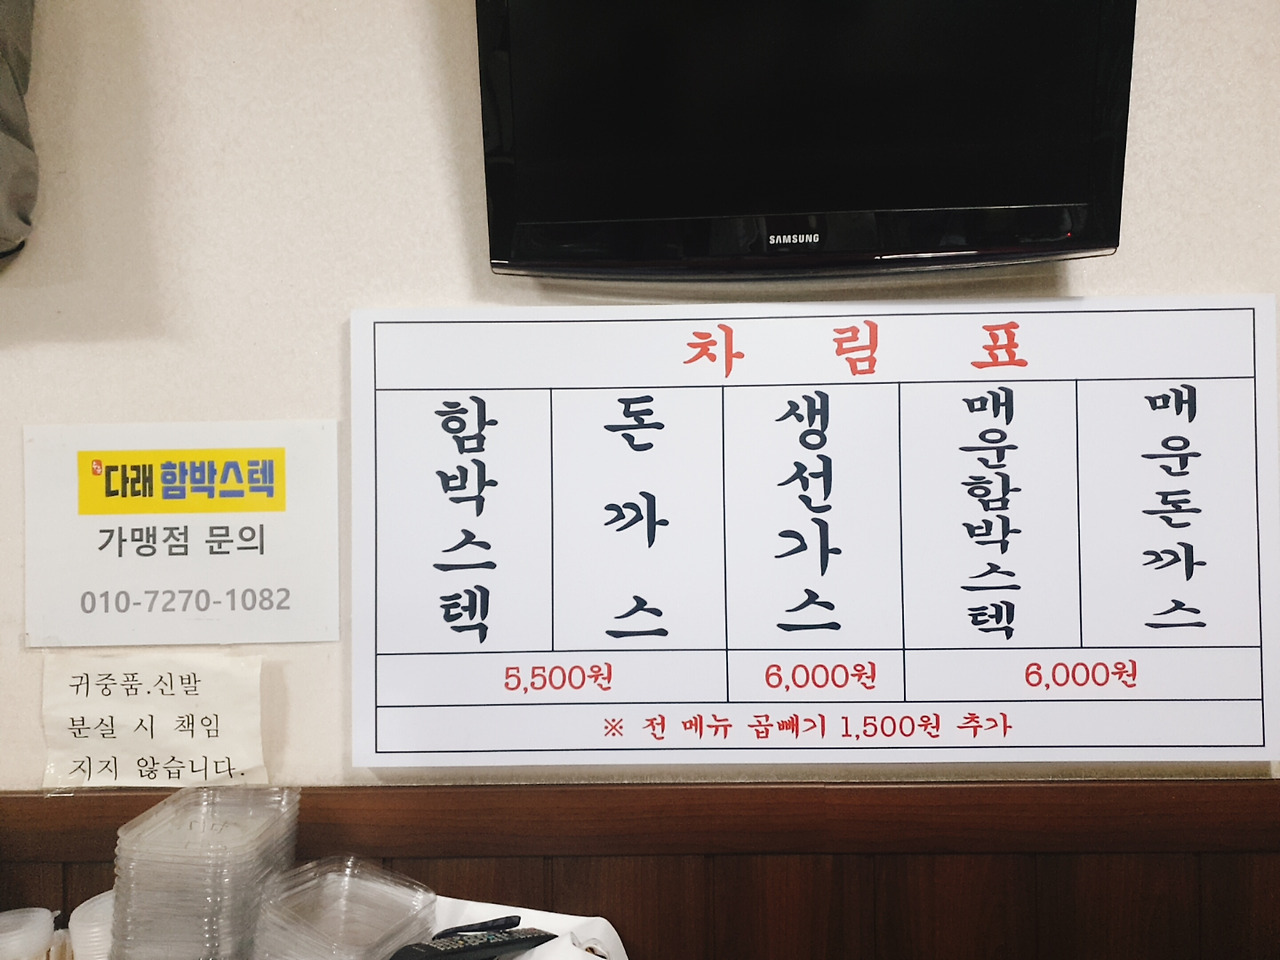 SAMSUNG
차림표
함박스텍
돈까스
생선가스
매운함박스텍
매운돈까스
5,500원
6,000원
6,000원
※ 전 메뉴 곱빼기 1,500원 추가
다래 함박스텍
가맹점 문의
010-7270-1082
귀중품.신발
분실 시 책임
지지 않습니다.